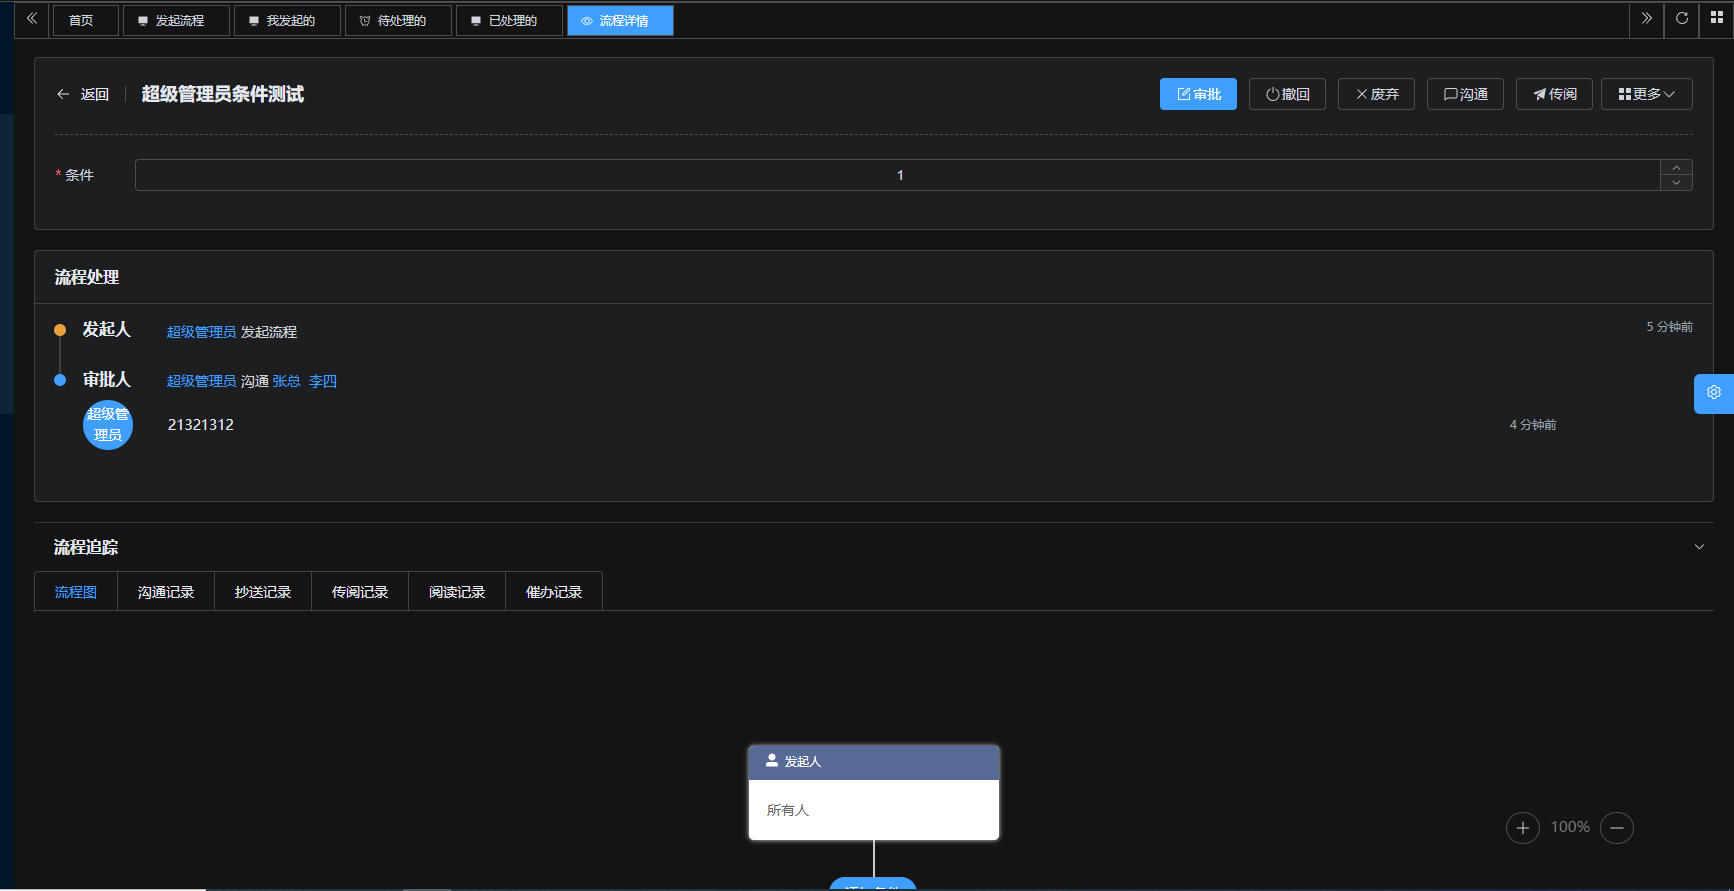 首页 发起流程 我发起的 待处理的 已处理的 流程详情
返回 超级管理员条件测试 审批 撤回 废弃 沟通 传阅 更多
* 条件 1
流程处理
发起人 超级管理员 发起流程 5 分钟前
审批人 超级管理员 沟通 张总 李四
超级管
理员
21321312 4 分钟前
流程追踪
流程图 沟通记录 抄送记录 传阅记录 阅读记录 催办记录
发起人
所有人
100%